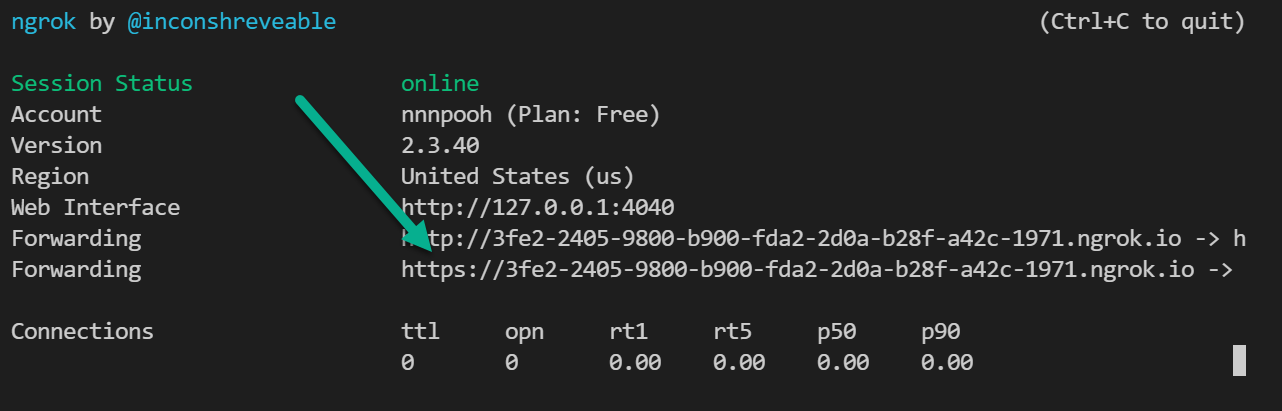 ngrok by @inconshreveable (Ctrl+C to quit)
Session Status online
Account nnnpooh (Plan: Free)
Version 2.3.40
Region United States (us)
Web Interface http://127.0.0.1:4040
Forwarding http://3fe2-2405-9800-b900-fda2-2d0a-b28f-a42c-1971.ngrok.io -> h
Forwarding https://3fe2-2405-9800-b900-fda2-2d0a-b28f-a42c-1971.ngrok.io ->
Connections ttl opn rt1 rt5 p50 p90
0 0 0.00 0.00 0.00 0.00